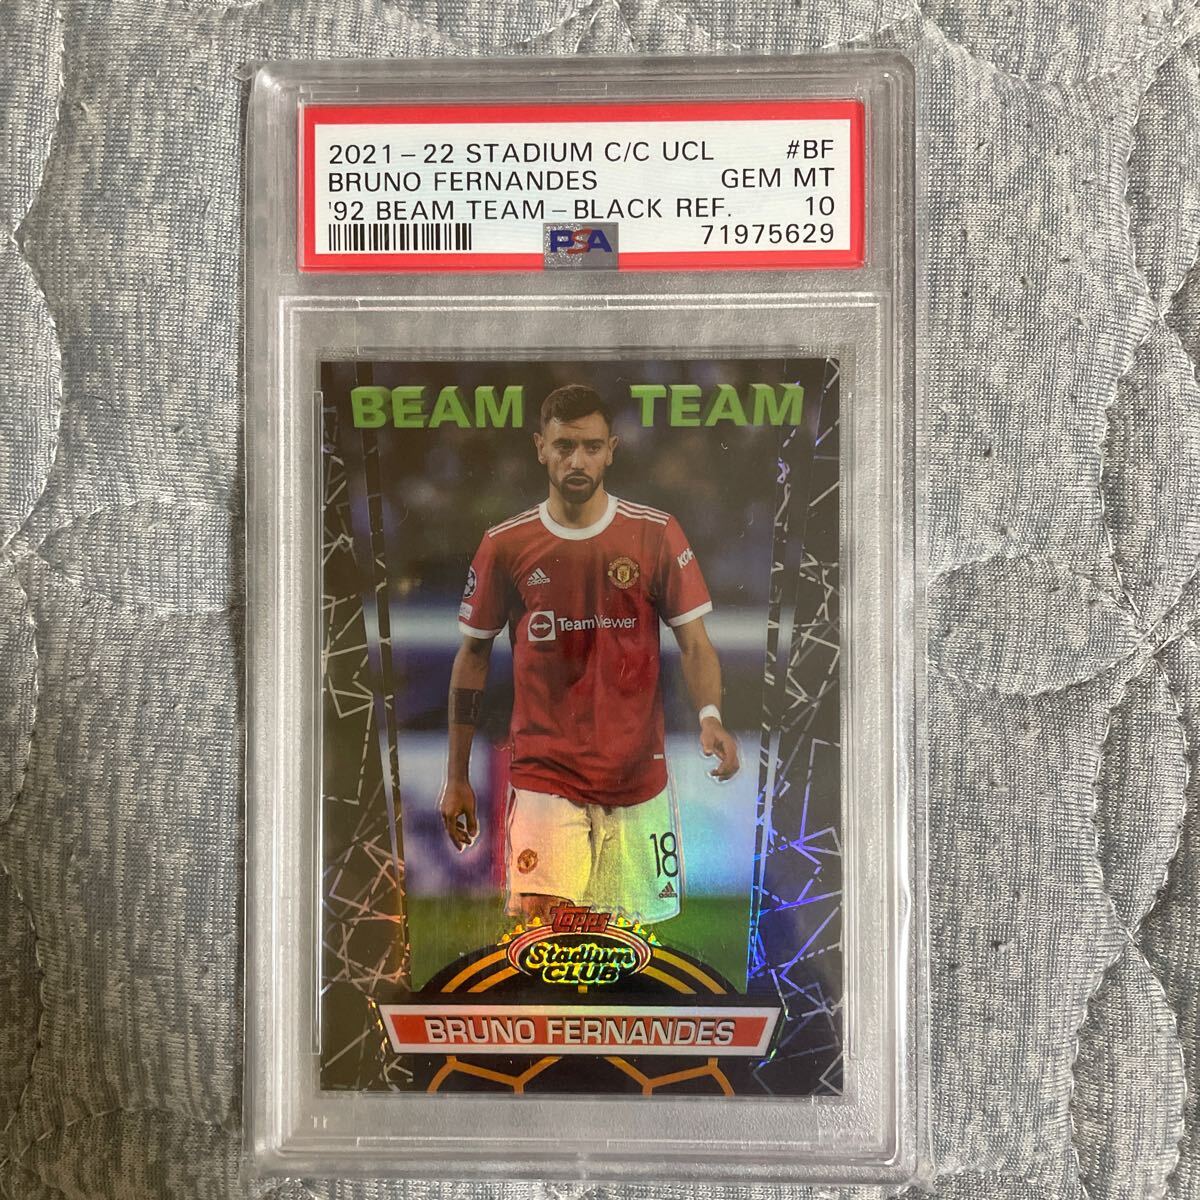 2021-22 STADIUM C/C UCL #BF
BRUNO FERNANDES GEM MT
'92 BEAM TEAM-BLACK REF. 10
PSA 71975629
BEAM TEAM
adidas
TeamViewer
18
adidas
Topps
Stadium
CLUB
BRUNO FERNANDES